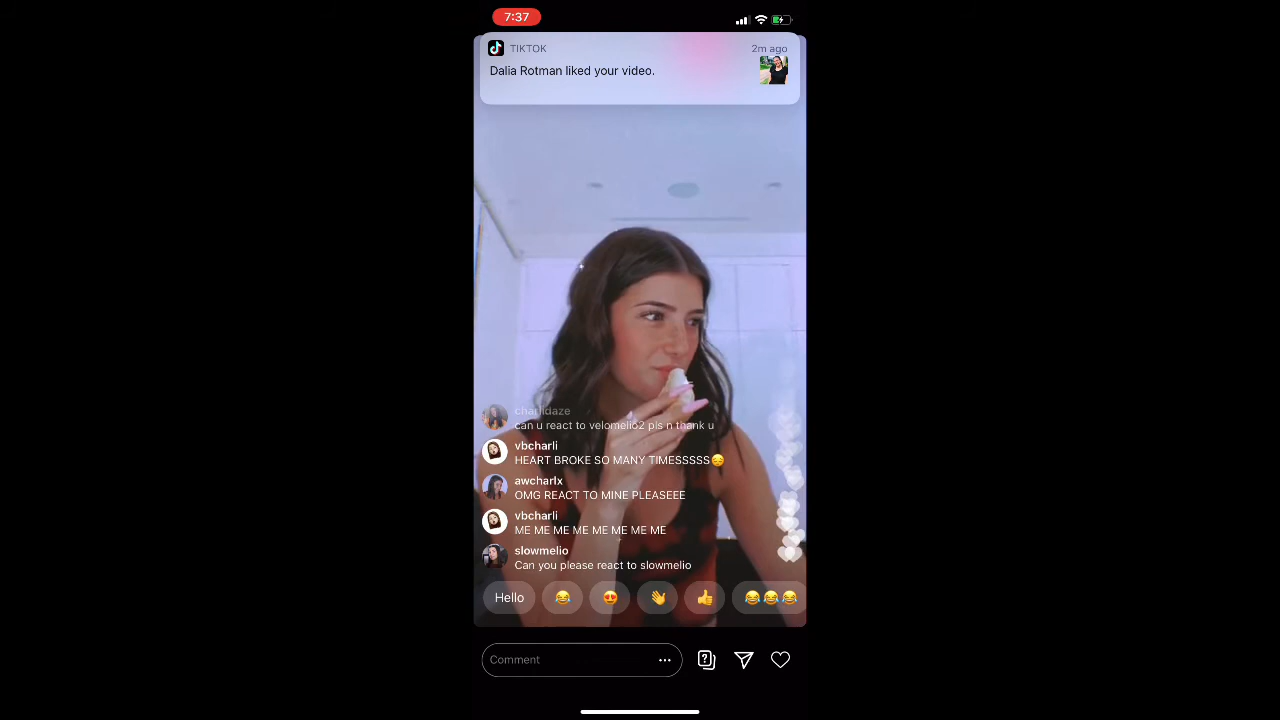 7:37
TIKTOK
2m ago
Dalia Rotman liked your video.
charlidaze
can u react to velomelio2 pls n thank u
vbcharli
HEART BROKE SO MANY TIMESSSSS😔
awcharlx
OMG REACT TO MINE PLEASEEE
vbcharli
ME ME ME ME ME ME ME ME
slowmelio
Can you please react to slowmelio
Hello 😂 😍 👋 👍 😂😂😂
Comment